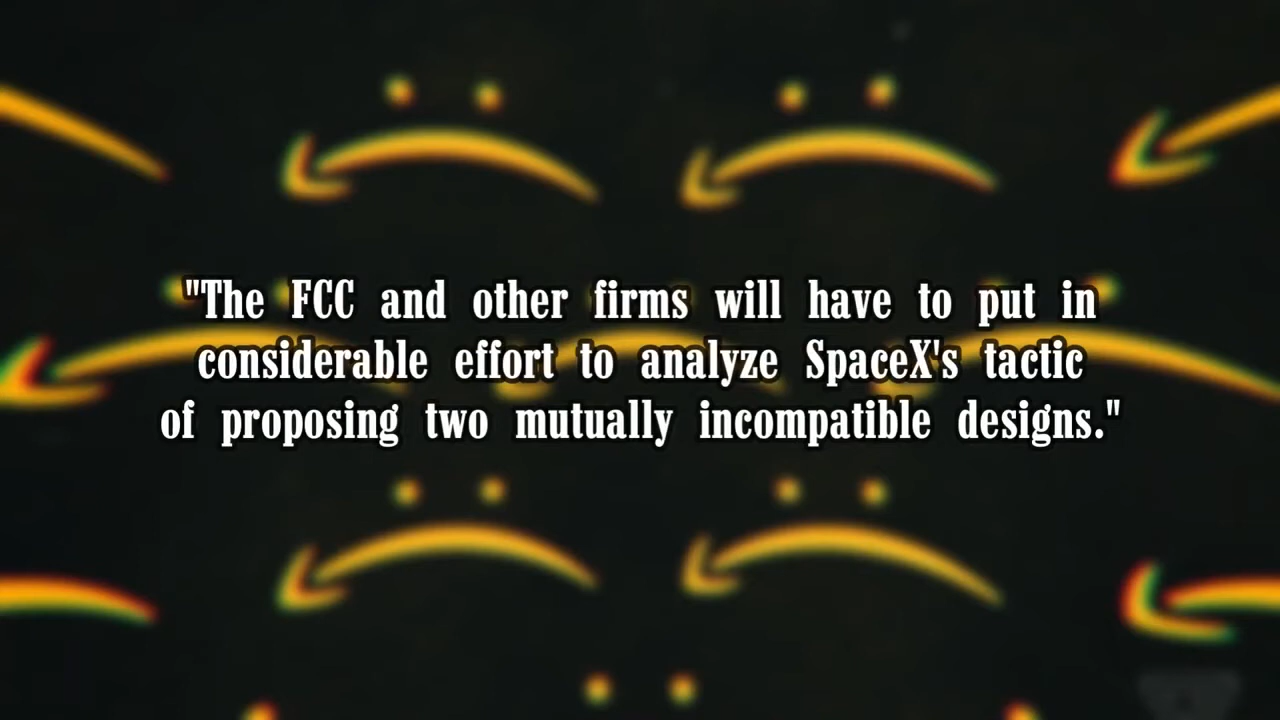 "The FCC and other firms will have to put in
considerable effort to analyze SpaceX's tactic
of proposing two mutually incompatible designs."